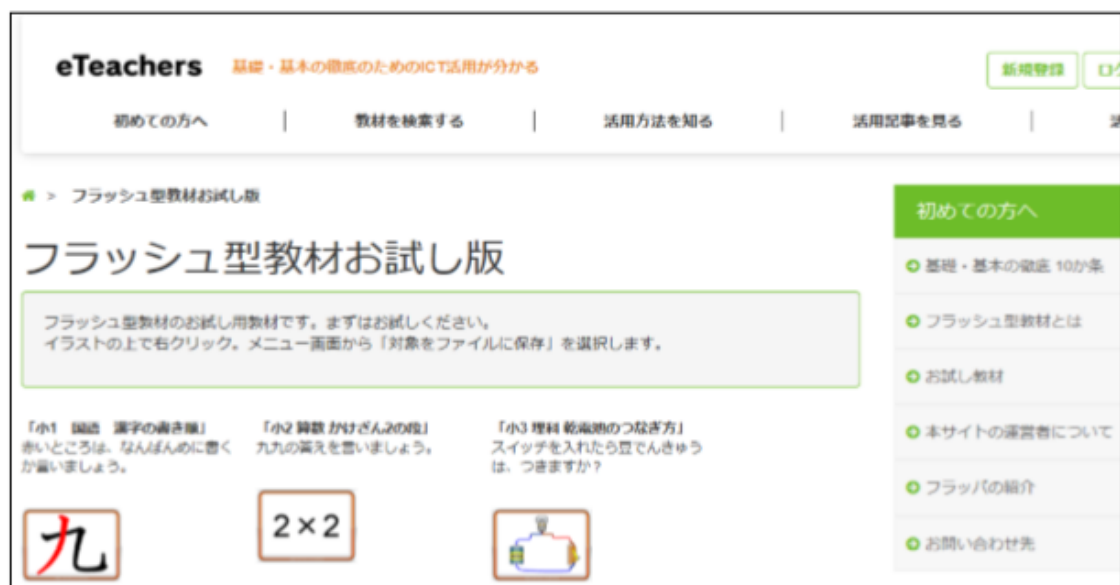 eTeachers 基礎・基本の徹底のためのICT活用が分かる
新規登録
初めての方へ | 教材を検索する | 活用方法を知る | 活用記事を見る |
> フラッシュ型教材お試し版
フラッシュ型教材お試し版
フラッシュ型教材のお試し用教材です。まずはお試しください。
イラストの上で右クリック。メニュー画面から「対象をファイルに保存」を選択します。
「小1 国語 漢字の書き順」
赤いところは、なんばんめに書く
か言いましょう。
九
「小2 算数 かけざん2の段」
九九の答えを言いましょう。
2×2
「小3 理科 乾電池のつなぎ方」
スイッチを入れたら豆でんきゅう
は、つきますか?
初めての方へ
基礎・基本の徹底 10か条
フラッシュ型教材とは
お試し教材
本サイトの運営者について
フラッパの紹介
お問い合わせ先